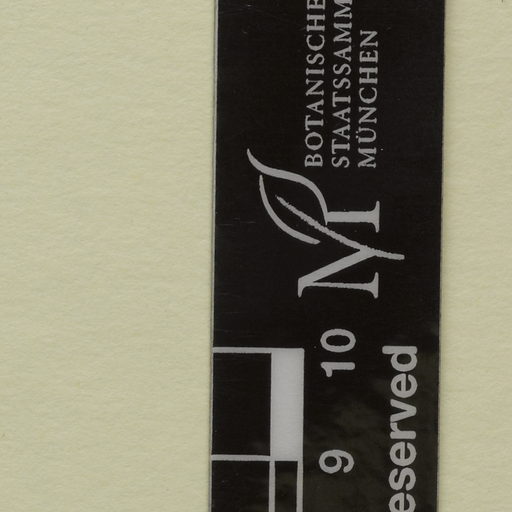 BOTANISCHE
STAATSSAMM
MÜNCHEN
M
9 10
eserved